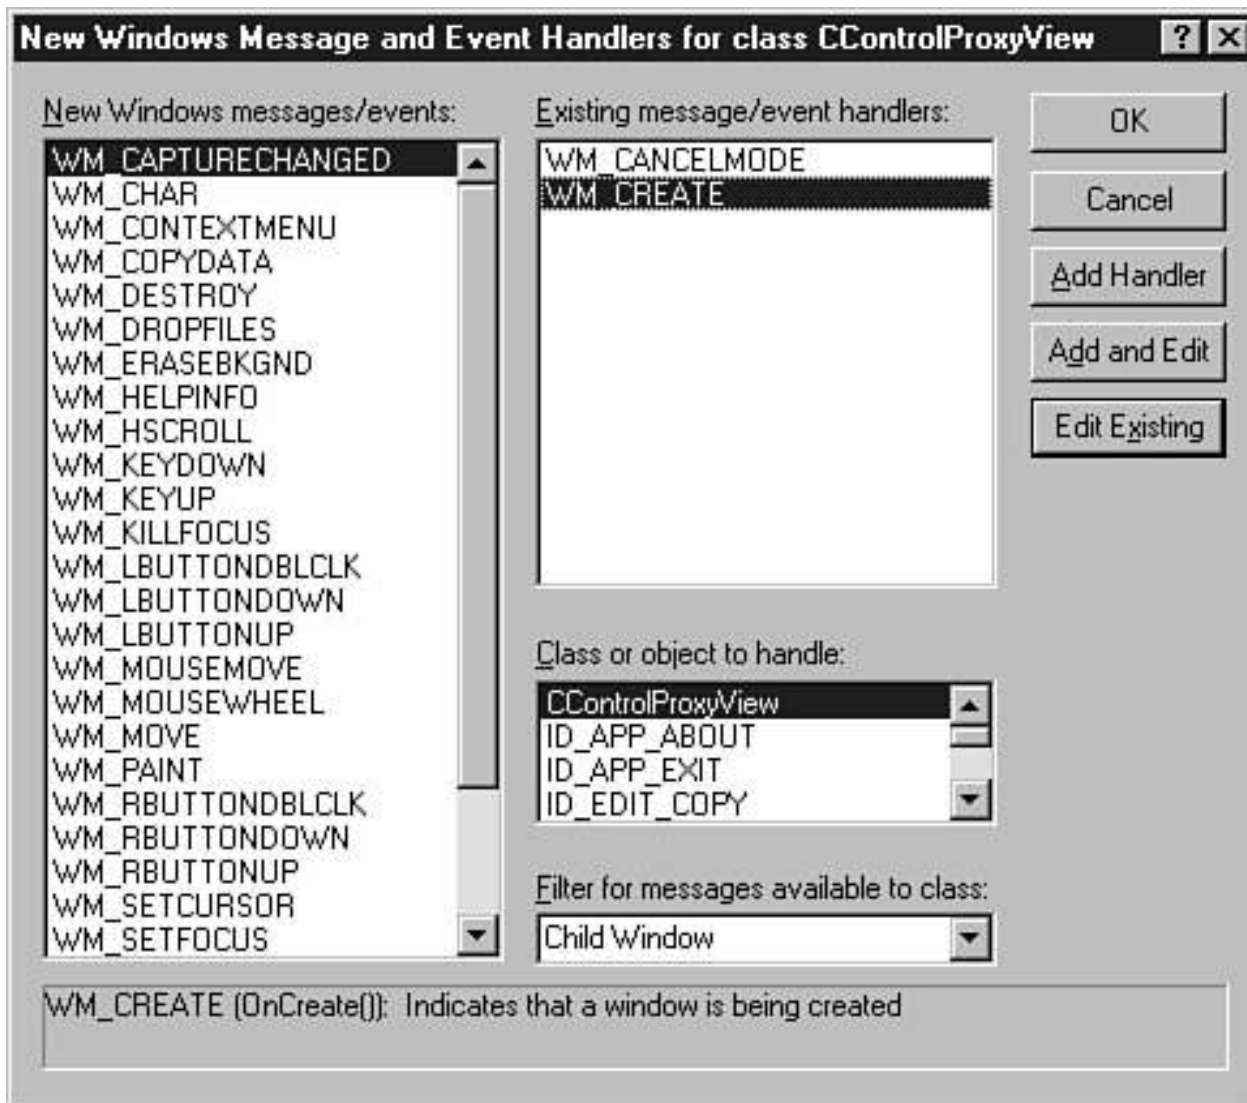 New Windows Message and Event Handlers for class CControlProxyView
New Windows messages/events:
WM_CAPTURECHANGED
WM_CHAR
WM_CONTEXTMENU
WM_COPYDATA
WM_DESTROY
WM_DROPFILES
WM_ERASEBKGND
WM_HELPINFO
WM_HSCROLL
WM_KEYDOWN
WM_KEYUP
WM_KILLFOCUS
WM_LBUTTONDBLCLK
WM_LBUTTONDOWN
WM_LBUTTONUP
WM_MOUSEMOVE
WM_MOUSEWHEEL
WM_MOVE
WM_PAINT
WM_RBUTTONDBLCLK
WM_RBUTTONDOWN
WM_RBUTTONUP
WM_SETCURSOR
WM_SETFOCUS
Existing message/event handlers:
WM_CANCELMODE
WM_CREATE
Class or object to handle:
CControlProxyView
ID_APP_ABOUT
ID_APP_EXIT
ID_EDIT_COPY
Filter for messages available to class:
Child Window
OK
Cancel
Add Handler
Add and Edit
Edit Existing
WM_CREATE (OnCreate()): Indicates that a window is being created